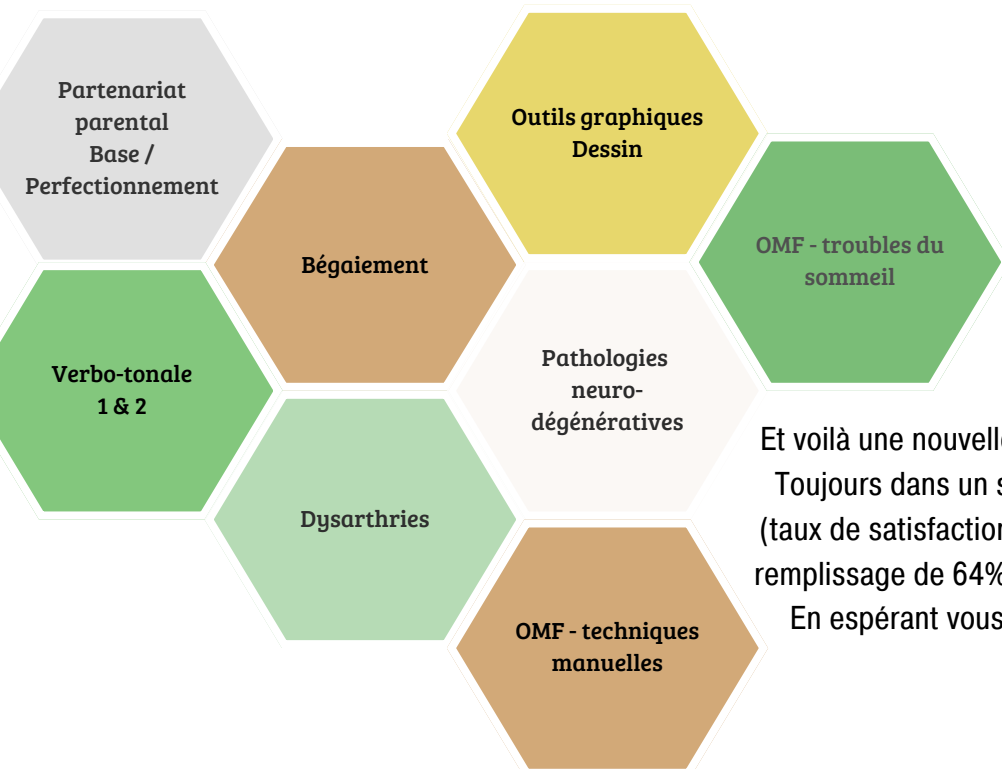 Partenariat
parental
Base /
Perfectionnement
Outils graphiques
Dessin
Bégaiement
OMF - troubles du
sommeil
Verbo-tonale
1 & 2
Pathologies
neuro-
dégénératives
Dysarthries
OMF - techniques
manuelles
Et voilà une nouvelle
Toujours dans un s
(taux de satisfaction
remplissage de 64%
En espérant vous